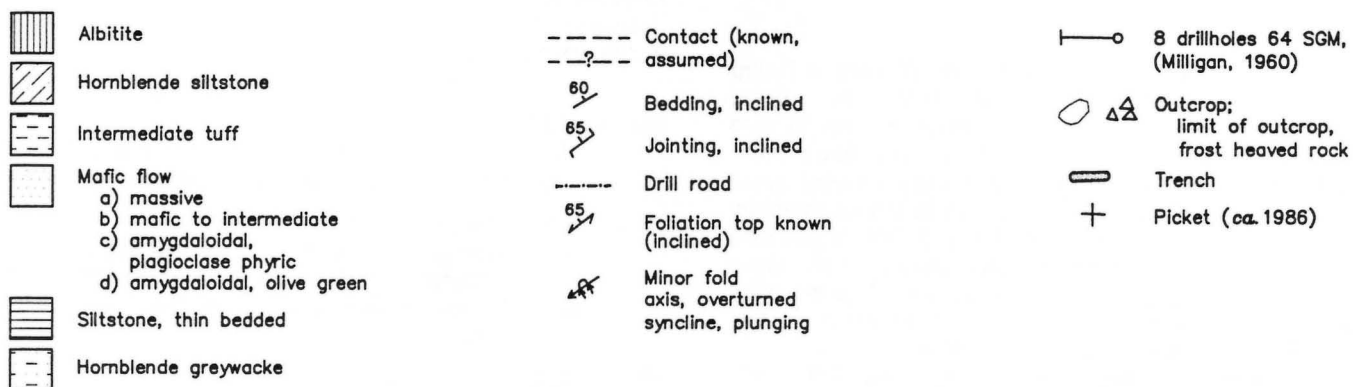 Albitite
Hornblende siltstone
Intermediate tuff
Mafic flow
a) massive
b) mafic to intermediate
c) amygdaloidal,
plagioclase phyric
d) amygdaloidal, olive green
Siltstone, thin bedded
Hornblende greywacke
Contact (known,
? assumed)
60 Bedding, inclined
65 Jointing, inclined
Drill road
65 Foliation top known
(inclined)
Minor fold
axis, overturned
syncline, plunging
8 drillholes 64 SGM,
(Milligan, 1960)
Outcrop;
limit of outcrop,
frost heaved rock
Trench
Picket (ca. 1986)